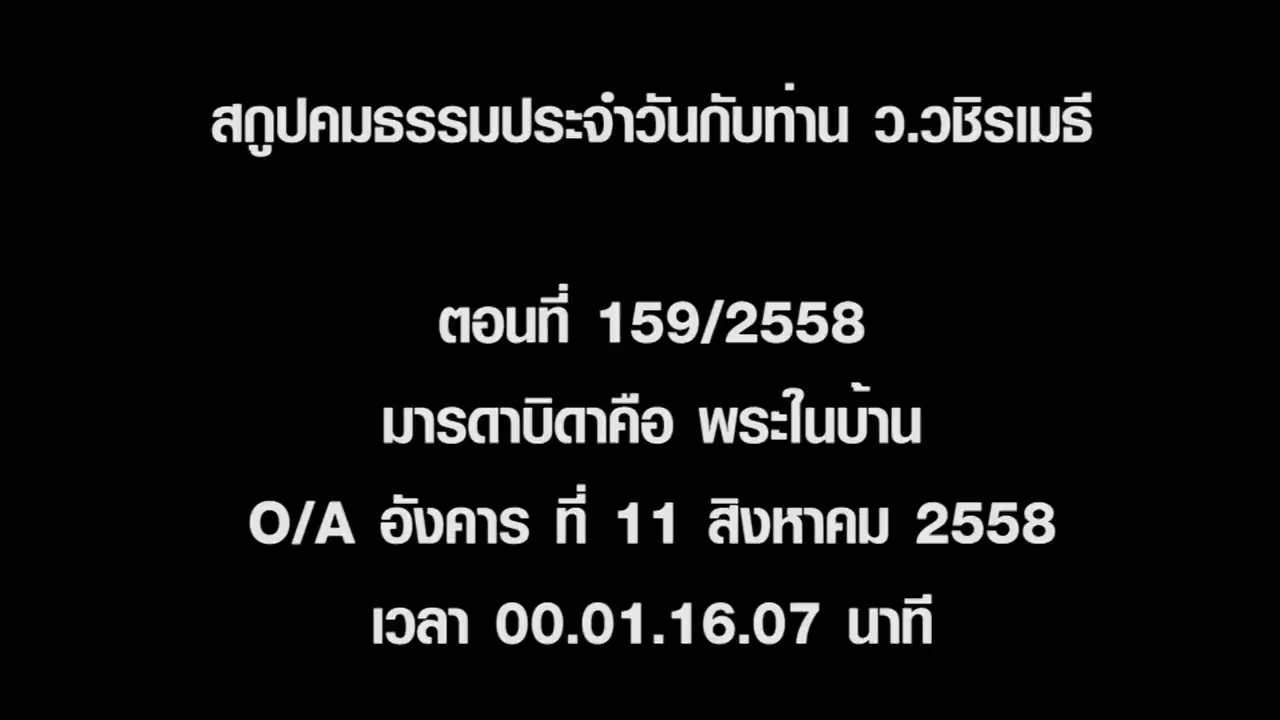 สกูปคมธรรมประจำวันกับท่าน ว.วชิรเมธี
ตอนที่ 159/2558
มารดาบิดาคือ พระในบ้าน
O/A อังคาร ที่ 11 สิงหาคม 2558
เวลา 00.01.16.07 นาที